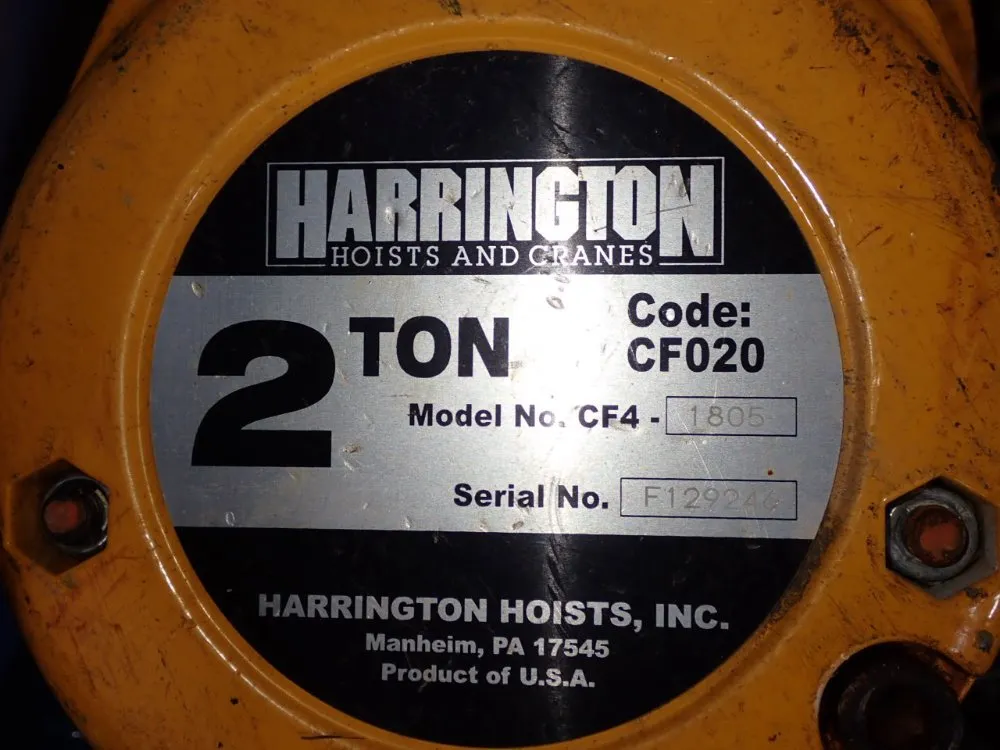 HARRINGTON
HOISTS AND CRANES
2 TON
Code:
CF020
Model No. CF4 - 1805
Serial No. F129246
HARRINGTON HOISTS, INC.
Manheim, PA 17545
Product of U.S.A.